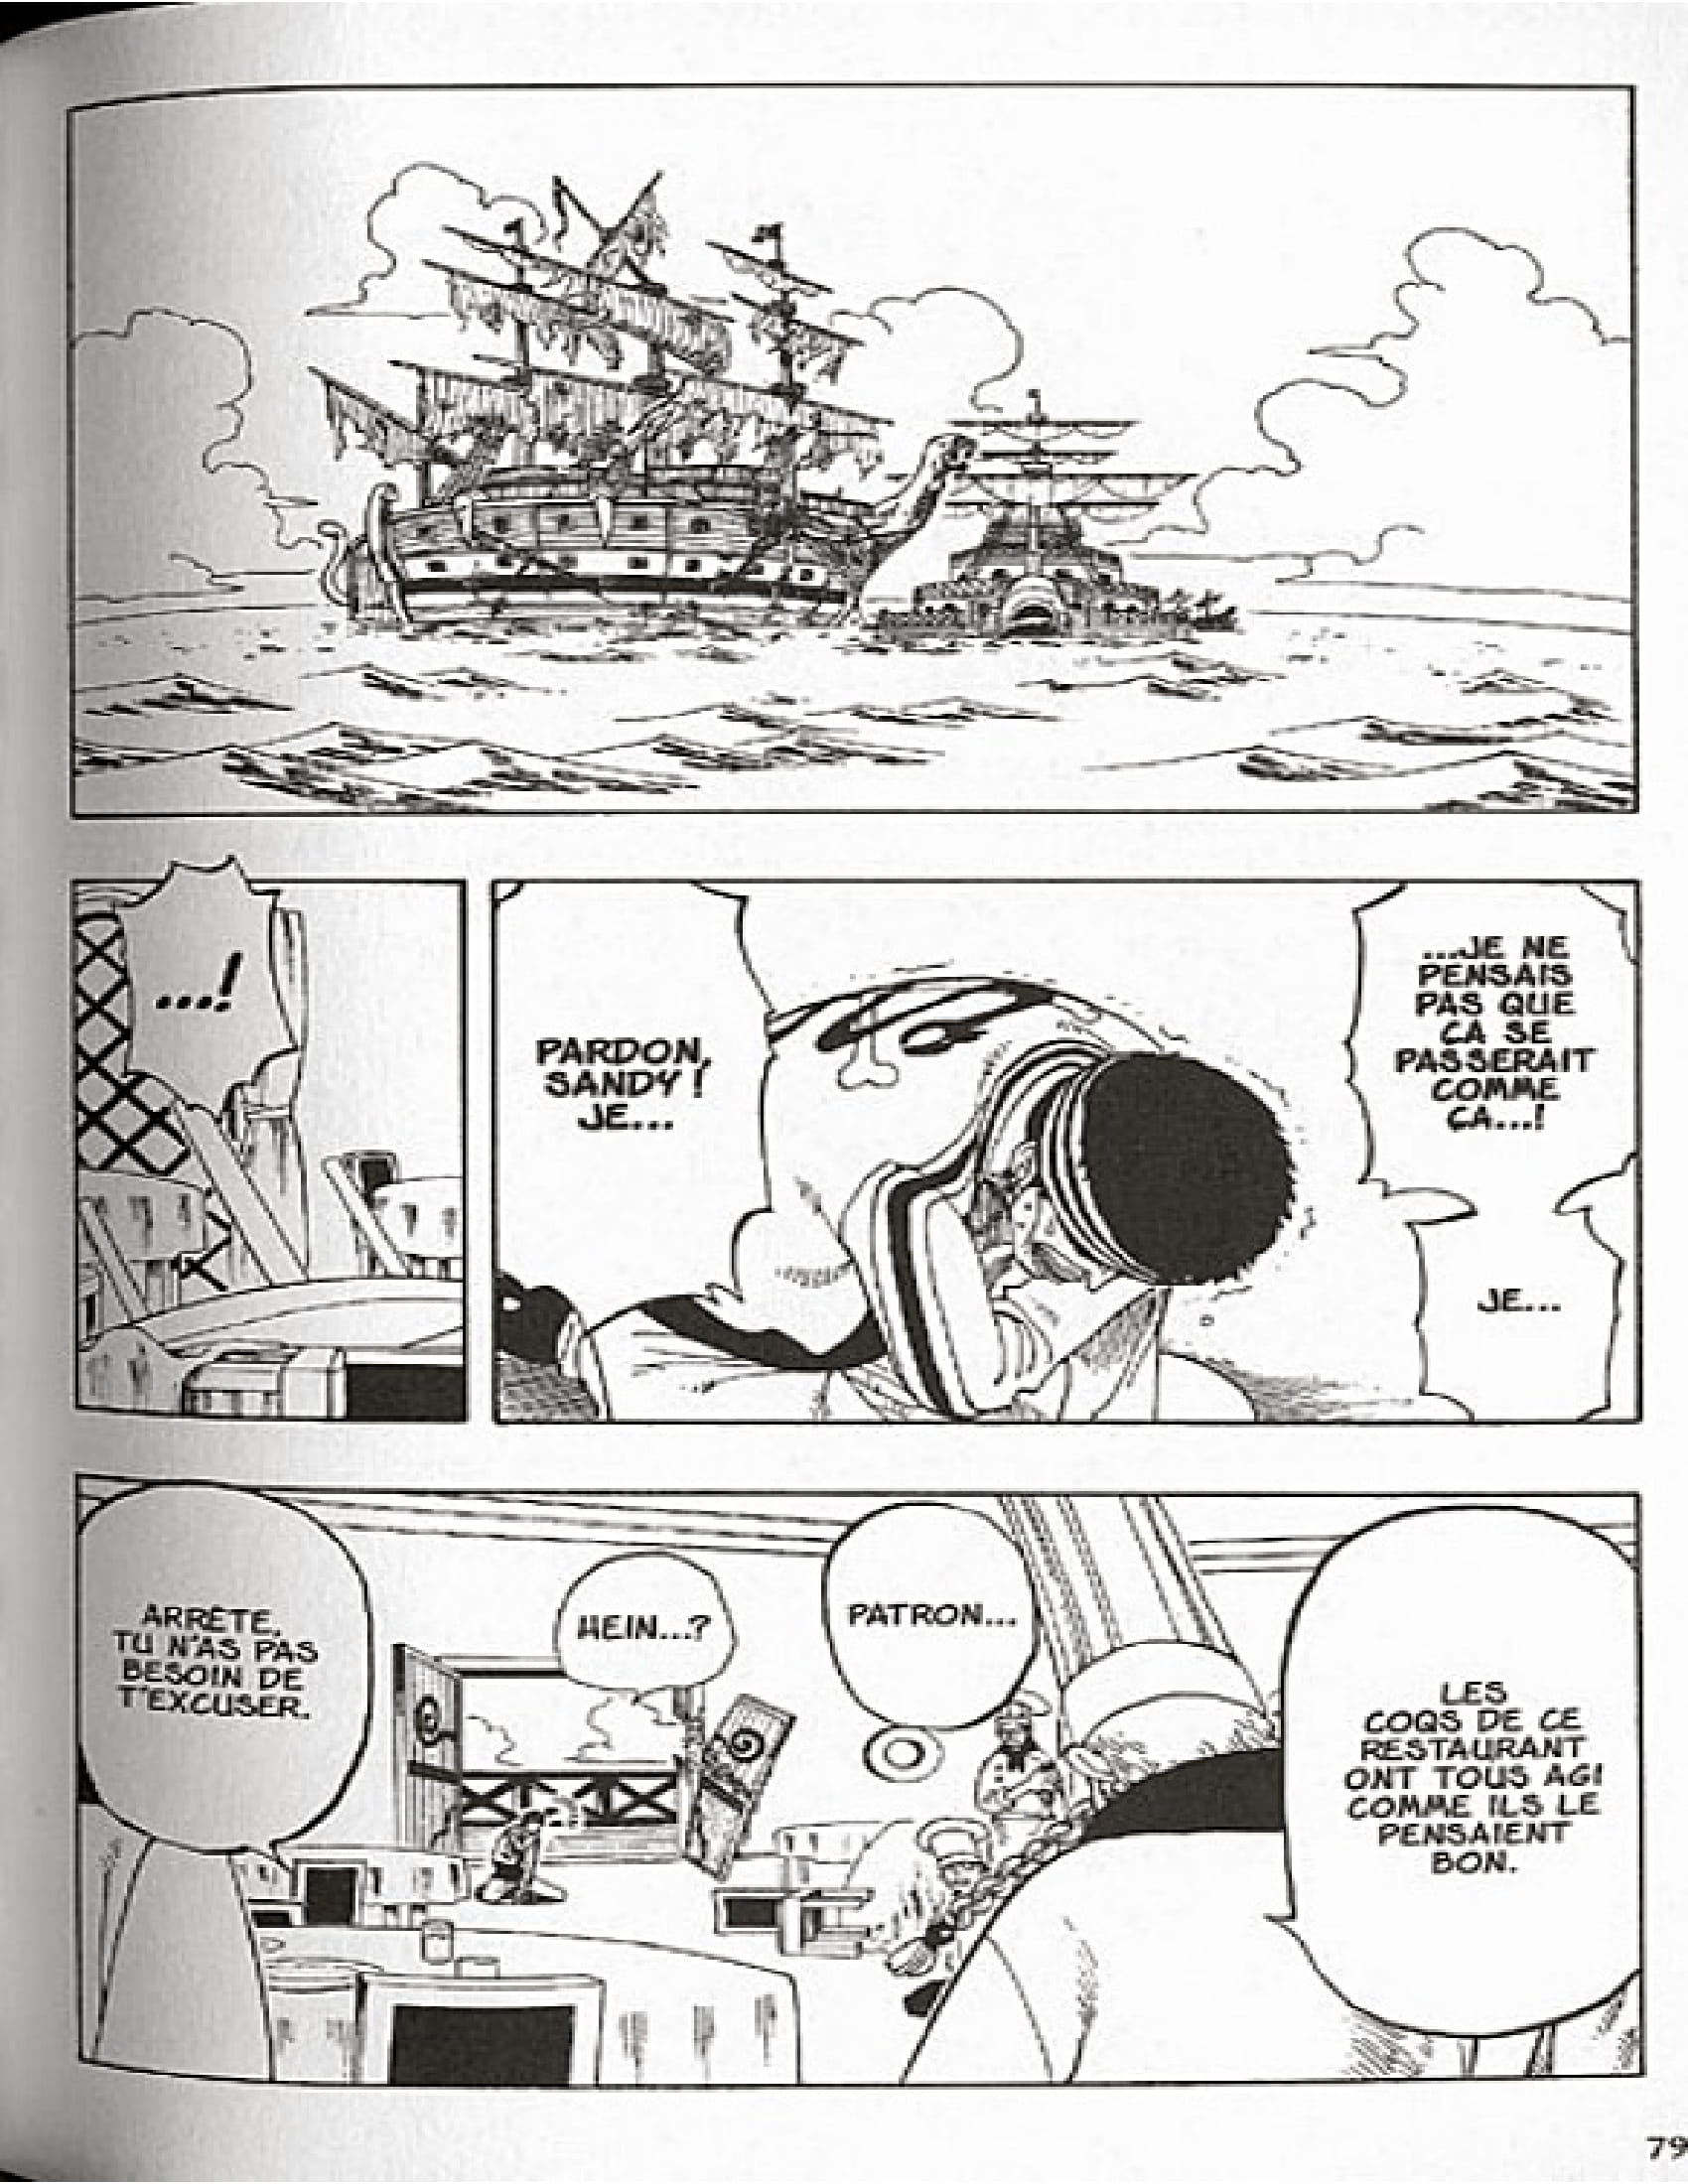 ...JE NE
PENSAIS
PAS QUE
ÇA SE
PASSERAIT
COMME
ÇA...!
JE...
PARDON,
SANDY !
JE...
...!
LES
COQS DE CE
RESTAURANT
ONT TOUS AGI
COMME ILS LE
PENSAIENT
BON.
PATRON...
HEIN...?
ARRÊTE,
TU N'AS PAS
BESOIN DE
T'EXCUSER.
79